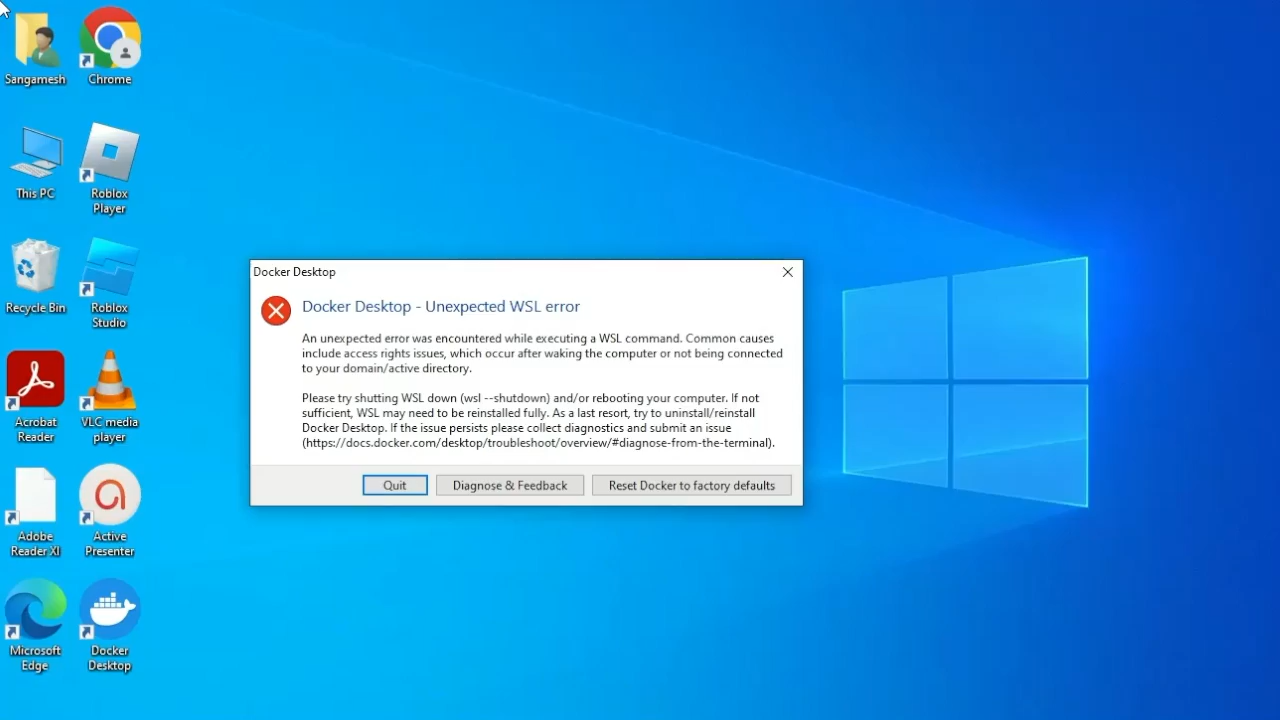 Sangamesh
Chrome
This PC
Roblox
Player
Recycle Bin
Roblox
Studio
Acrobat
Reader
VLC media
player
Adobe
Reader XI
Active
Presenter
Microsoft
Edge
Docker
Desktop
Docker Desktop
Docker Desktop - Unexpected WSL error
An unexpected error was encountered while executing a WSL command. Common causes
include access rights issues, which occur after waking the computer or not being connected
to your domain/active directory.
Please try shutting WSL down (wsl --shutdown) and/or rebooting your computer. If not
sufficient, WSL may need to be reinstalled fully. As a last resort, try to uninstall/reinstall
Docker Desktop. If the issue persists please collect diagnostics and submit an issue
(https://docs.docker.com/desktop/troubleshoot/overview/#diagnose-from-the-terminal).
Quit
Diagnose & Feedback
Reset Docker to factory defaults